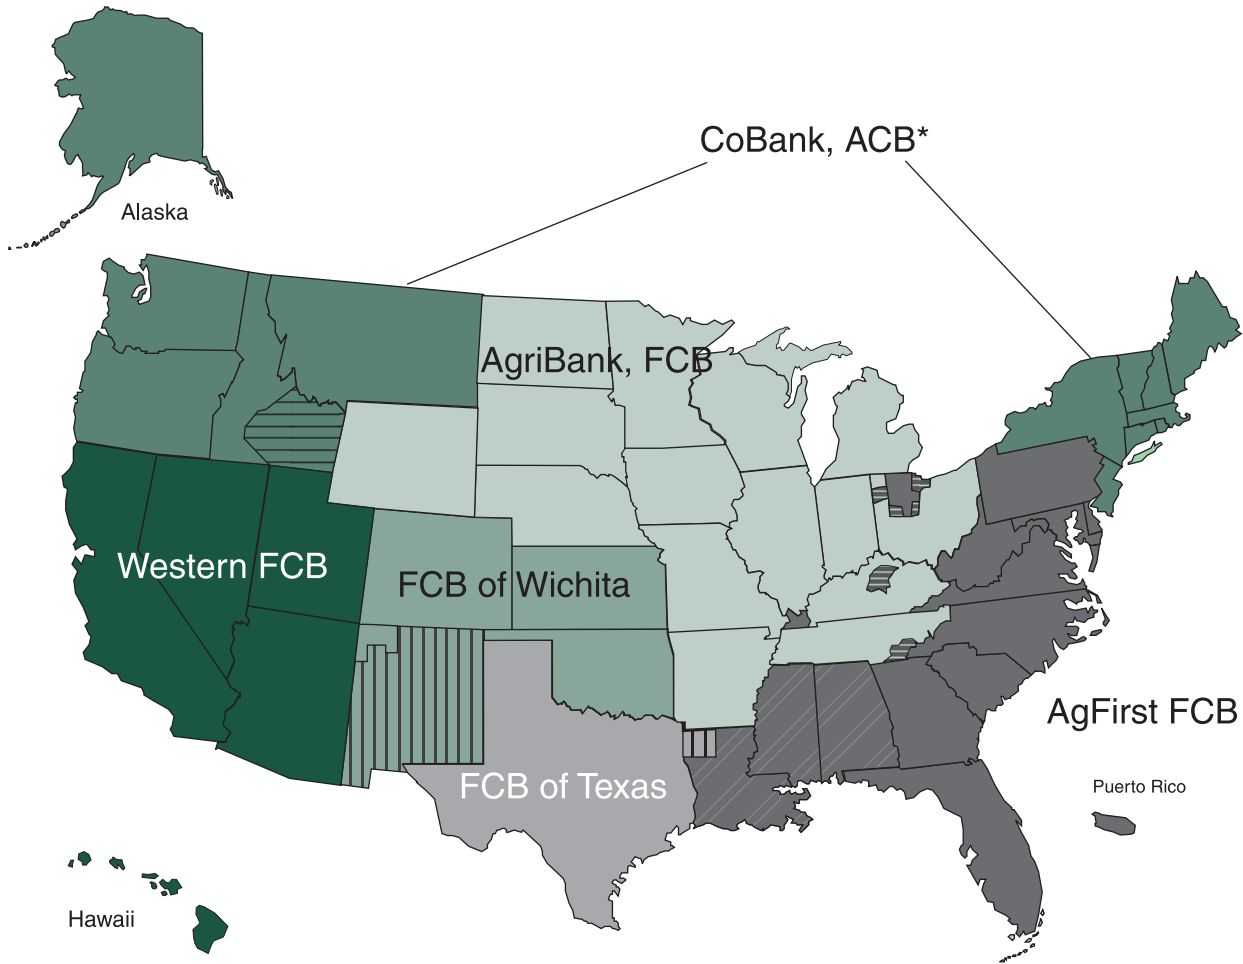 CoBank, ACB*
Alaska
AgriBank, FCB
Western FCB
FCB of Wichita
AgFirst FCB
FCB of Texas
Puerto Rico
Hawaii